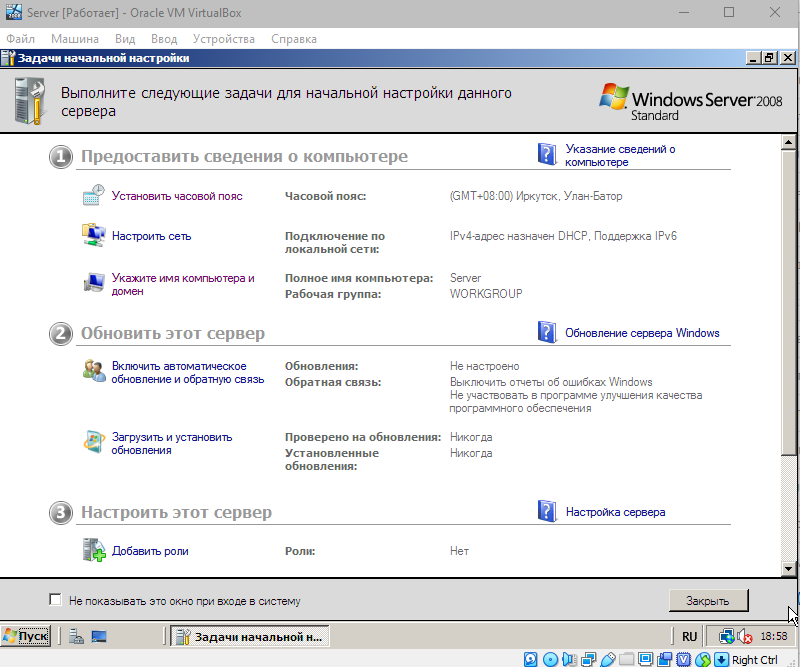 Server [Работает] - Oracle VM VirtualBox
Файл Машина Вид Ввод Устройства Справка
Задачи начальной настройки
Выполните следующие задачи для начальной настройки данного
сервера
Windows Server 2008
Standard
1 Предоставить сведения о компьютере
Указание сведений о
компьютере
Установить часовой пояс Часовой пояс: (GMT+08:00) Иркутск, Улан-Батор
Настроить сеть Подключение по IPv4-адрес назначен DHCP, Поддержка IPv6
локальной сети:
Укажите имя компьютера и Полное имя компьютера: Server
домен Рабочая группа: WORKGROUP
2 Обновить этот сервер Обновление сервера Windows
Включить автоматическое Обновления: Не настроено
обновление и обратную связь Обратная связь: Выключить отчеты об ошибках Windows
Не участвовать в программе улучшения качества
программного обеспечения
Загрузить и установить Проверено на обновления: Никогда
обновления Установленные Никогда
обновления:
3 Настроить этот сервер Настройка сервера
Добавить роли Роли: Нет
Не показывать это окно при входе в систему Закрыть
Пуск Задачи начальной н... RU 18:58
Right Ctrl